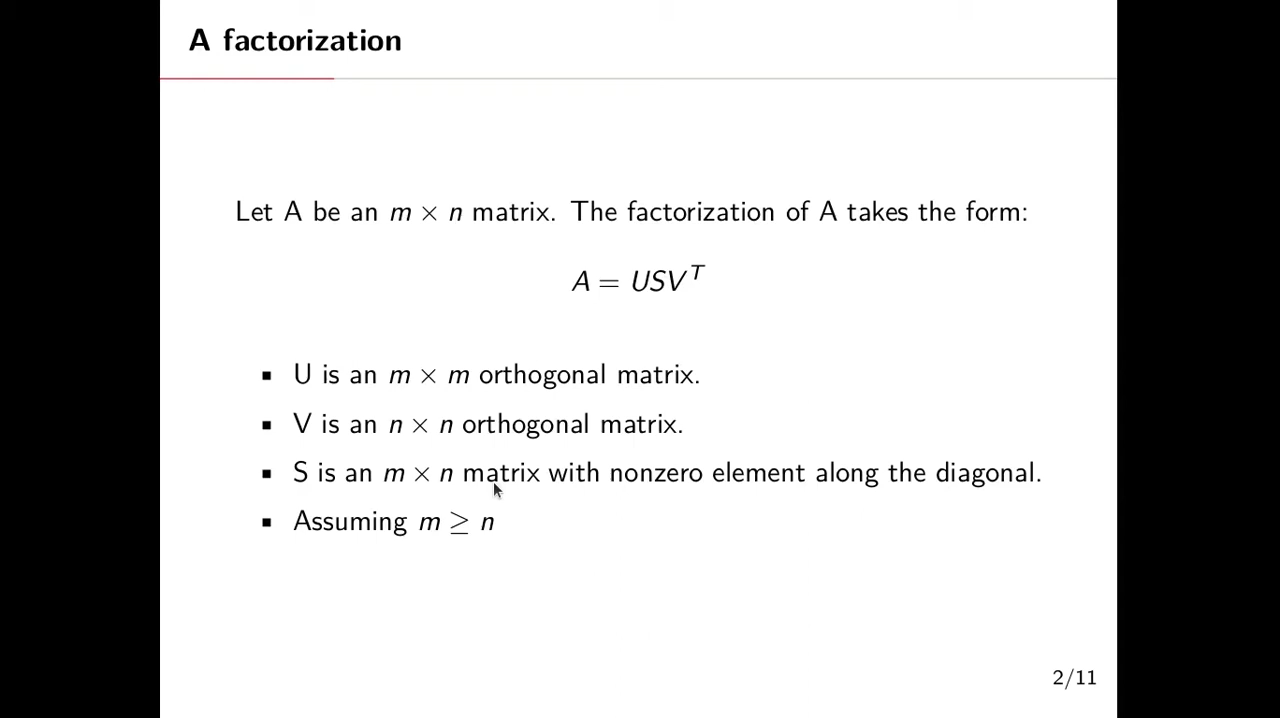 A factorization
Let A be an m × n matrix. The factorization of A takes the form:
A = USV^T
▪ U is an m × m orthogonal matrix.
▪ V is an n × n orthogonal matrix.
▪ S is an m × n matrix with nonzero element along the diagonal.
▪ Assuming m ≥ n
2/11